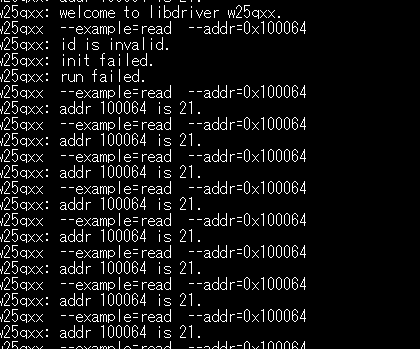 w25qxx: addr 100064 is 21.
w25qxx: welcome to libdriver w25qxx.
w25qxx --example=read --addr=0x100064
w25qxx: id is invalid.
w25qxx: init failed.
w25qxx: run failed.
w25qxx --example=read --addr=0x100064
w25qxx: addr 100064 is 21.
w25qxx --example=read --addr=0x100064
w25qxx: addr 100064 is 21.
w25qxx --example=read --addr=0x100064
w25qxx: addr 100064 is 21.
w25qxx --example=read --addr=0x100064
w25qxx: addr 100064 is 21.
w25qxx --example=read --addr=0x100064
w25qxx: addr 100064 is 21.
w25qxx --example=read --addr=0x100064
w25qxx: addr 100064 is 21.
w25qxx --example=read --addr=0x100064
w25qxx: addr 100064 is 21.
w25qxx --example=read --addr=0x100064
w25qxx: addr 100064 is 21.
w25qxx --example=read --addr=0x100064